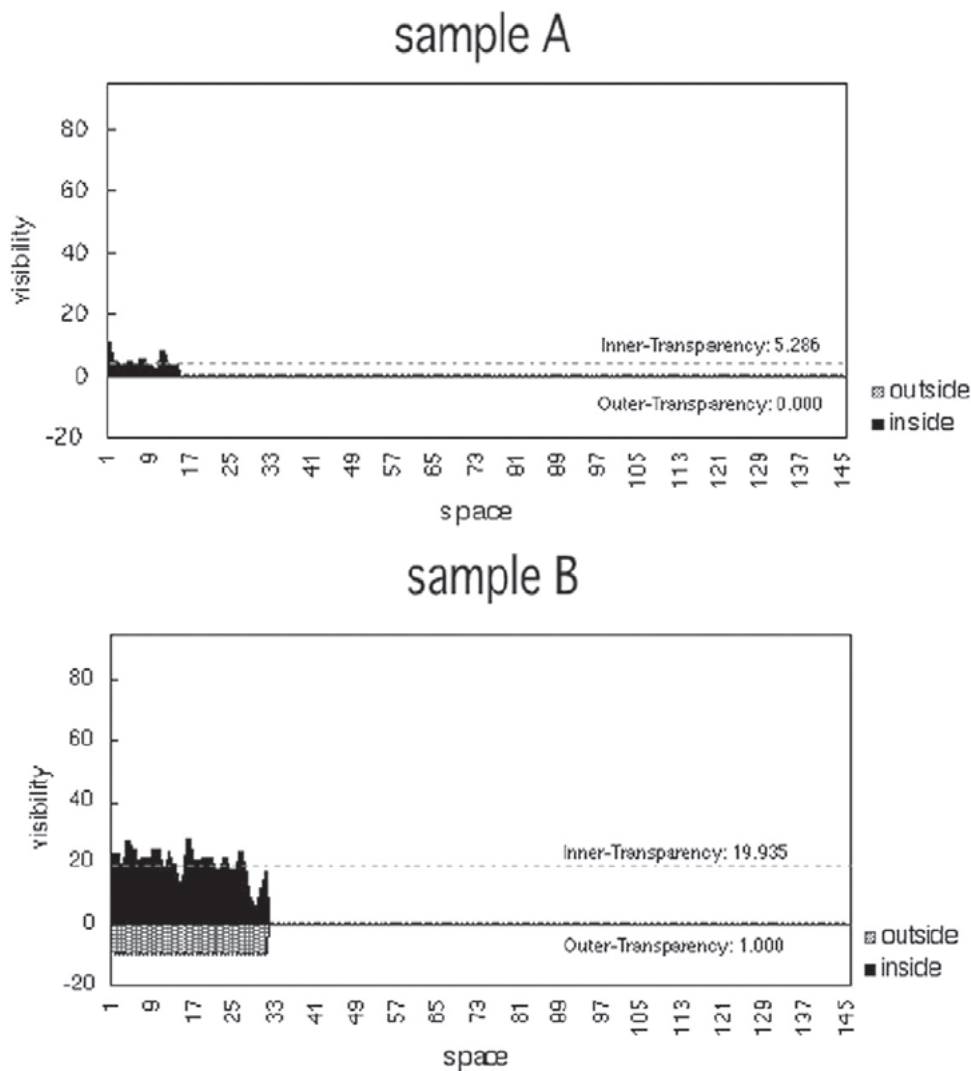 sample A
80
60
40
20
0
-20
visibility
Inner-Transparency: 5.286
Outer-Transparency: 0.000
outside
inside
1 9 17 25 33 41 49 57 65 73 81 89 97 105 113 121 129 137 145
space
sample B
80
60
40
20
0
-20
visibility
Inner-Transparency: 19.935
Outer-Transparency: 1.000
outside
inside
1 9 17 25 33 41 49 57 65 73 81 89 97 105 113 121 129 137 145
space